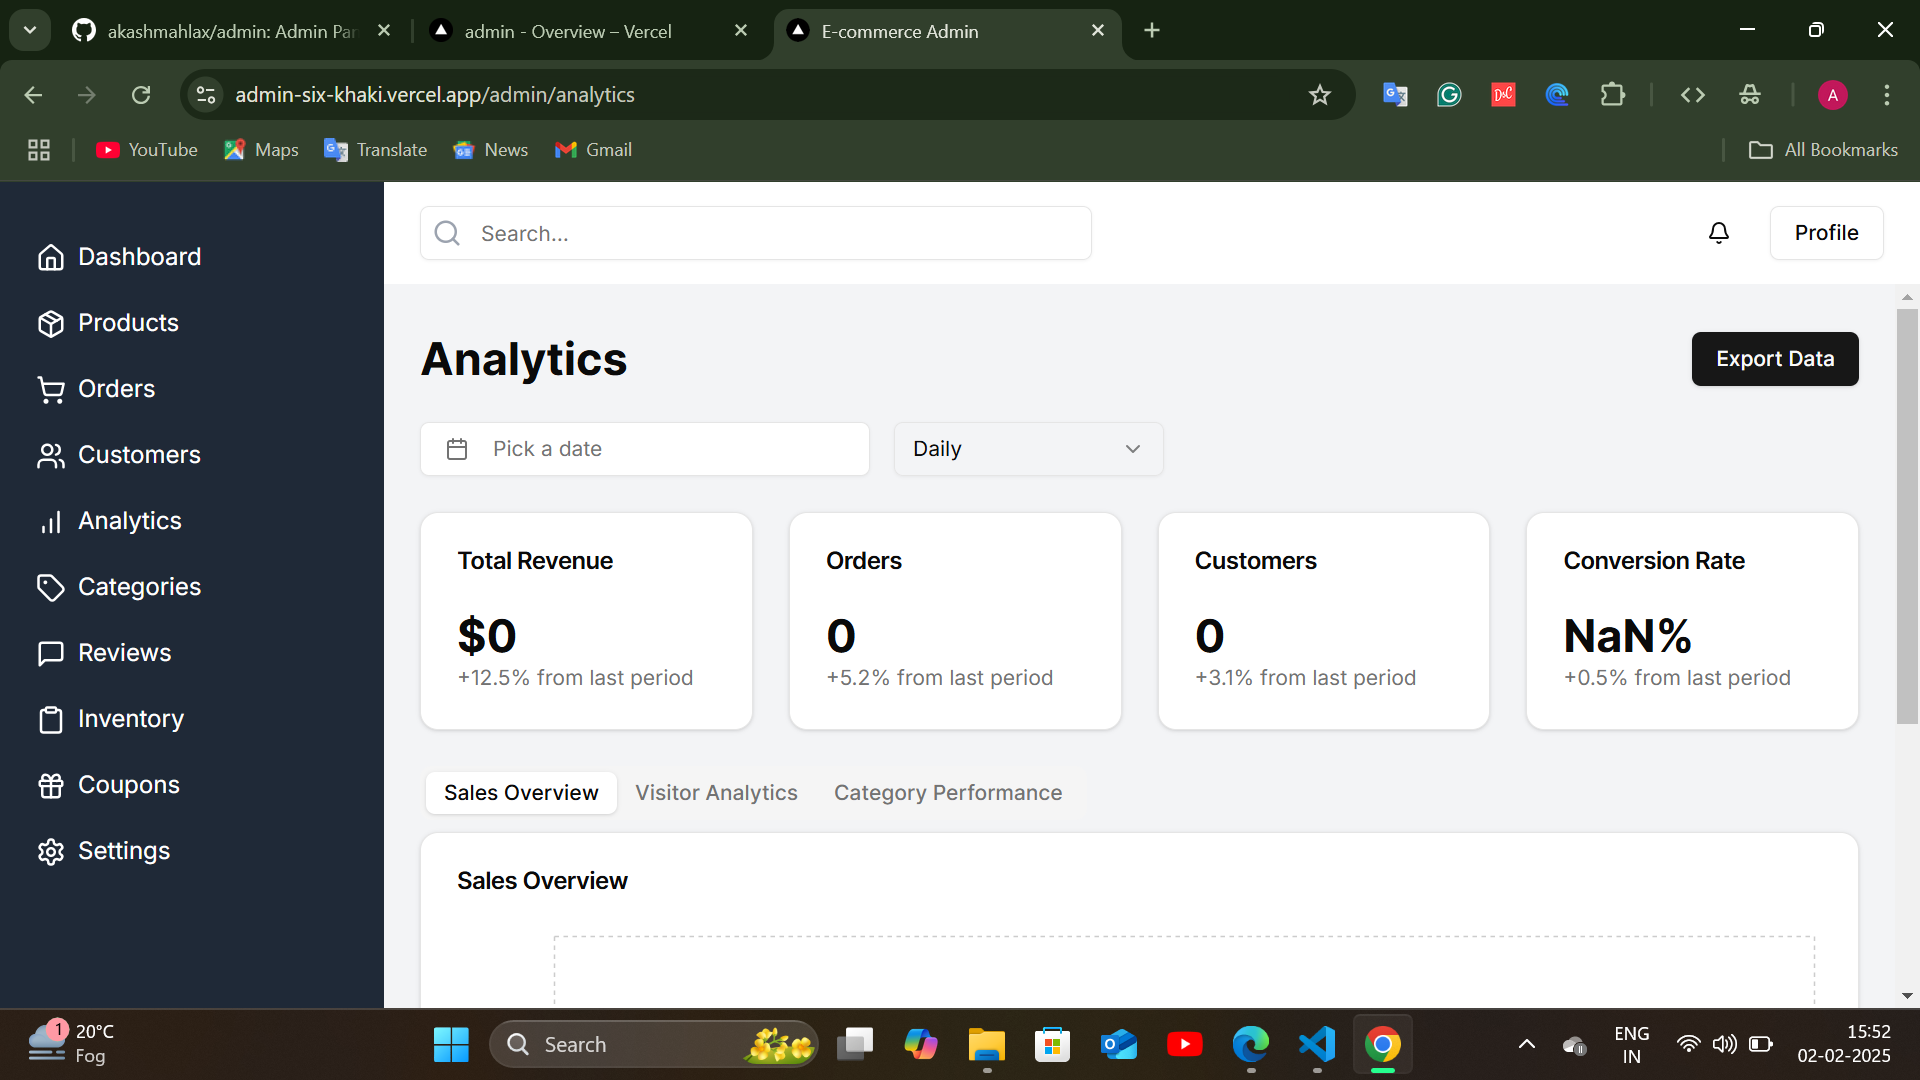 akashmahlax/admin: Admin Pan
admin - Overview – Vercel
E-commerce Admin
admin-six-khaki.vercel.app/admin/analytics
A
YouTube
Maps
Translate
News
Gmail
All Bookmarks
Dashboard
Products
Orders
Customers
Analytics
Categories
Reviews
Inventory
Coupons
Settings
Search...
Profile
Analytics
Export Data
Pick a date
Daily
Total Revenue
$0
+12.5% from last period
Orders
0
+5.2% from last period
Customers
0
+3.1% from last period
Conversion Rate
NaN%
+0.5% from last period
Sales Overview
Visitor Analytics
Category Performance
Sales Overview
1
20°C
Fog
Search
ENG
IN
15:52
02-02-2025